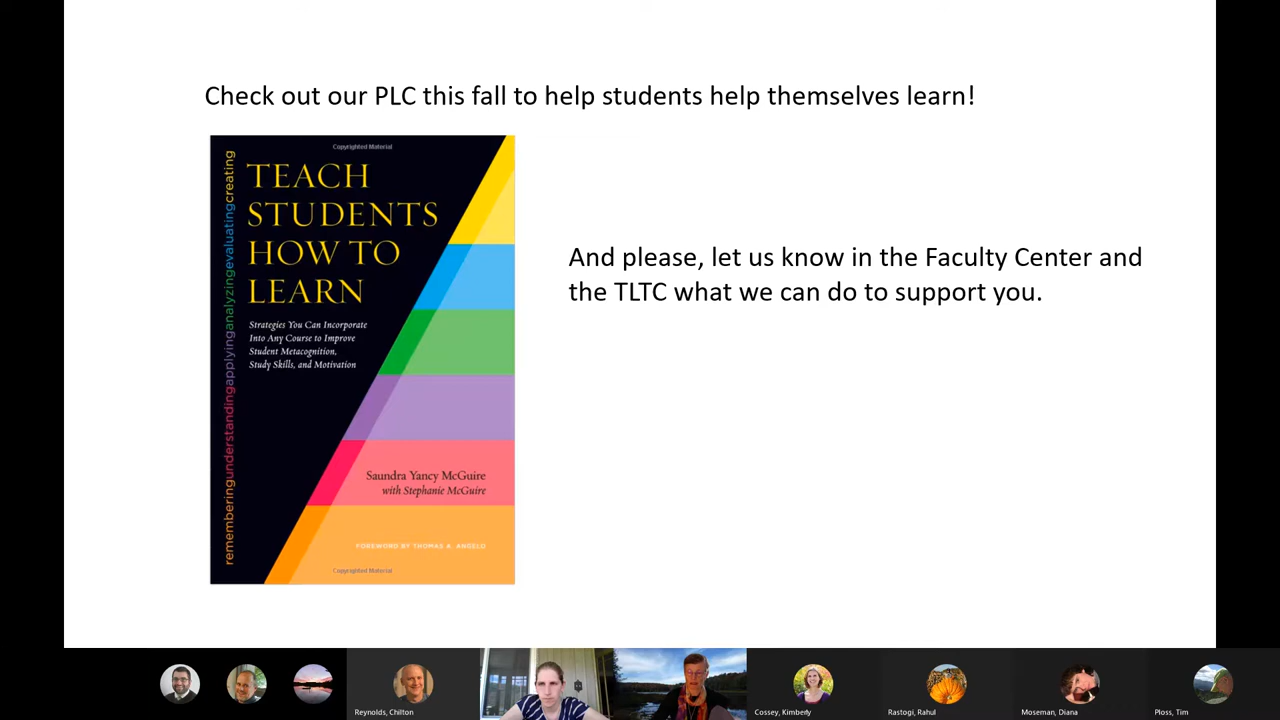 Check out our PLC this fall to help students help themselves learn!
Copyrighted Material
TEACH
STUDENTS
HOW TO
LEARN
Strategies You Can Incorporate
Into Any Course to Improve
Student Metacognition,
Study Skills, and Motivation
rememberingunderstandingapplyinganalyzingevaluatingcreating
Saundra Yancy McGuire
with Stephanie McGuire
FOREWORD BY THOMAS A. ANGELO
Copyrighted Material
And please, let us know in the Faculty Center and
the TLTC what we can do to support you.
Reynolds, Chilton
Cossey, Kimberly
Rastogi, Rahul
Moseman, Diana
Ploss, Tim